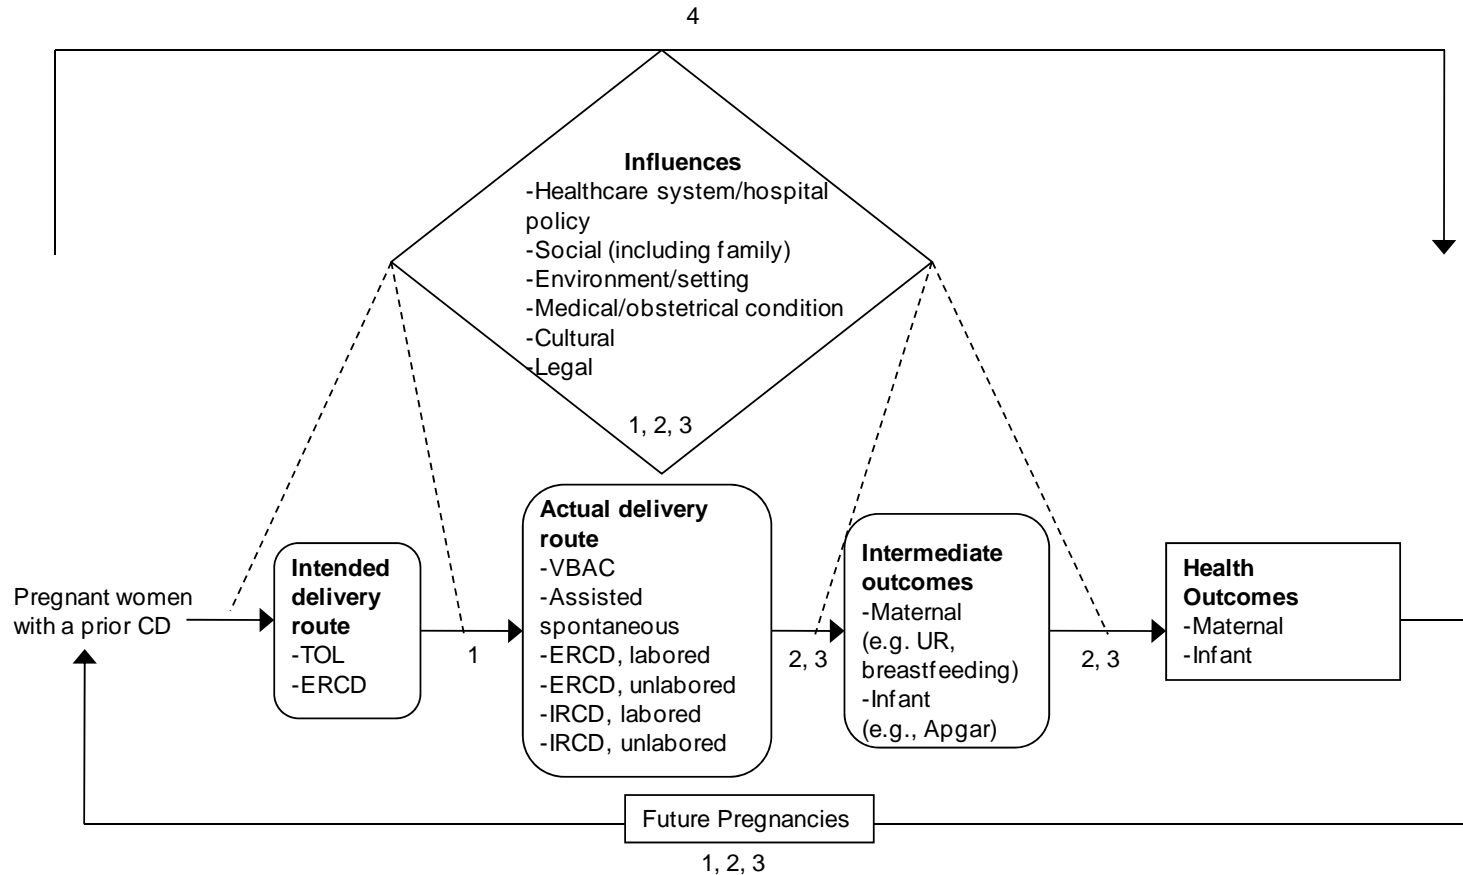 4
Influences
-Healthcare system/hospital
policy
-Social (including family)
-Environment/setting
-Medical/obstetrical condition
-Cultural
-Legal
1, 2, 3
Pregnant women
with a prior CD
Intended
delivery
route
-TOL
-ERCD
1
Actual delivery
route
-VBAC
-Assisted
spontaneous
-ERCD, labored
-ERCD, unlabored
-IRCD, labored
-IRCD, unlabored
2, 3
Intermediate
outcomes
-Maternal
(e.g. UR,
breastfeeding)
-Infant
(e.g., Apgar)
2, 3
Health
Outcomes
-Maternal
-Infant
Future Pregnancies
1, 2, 3